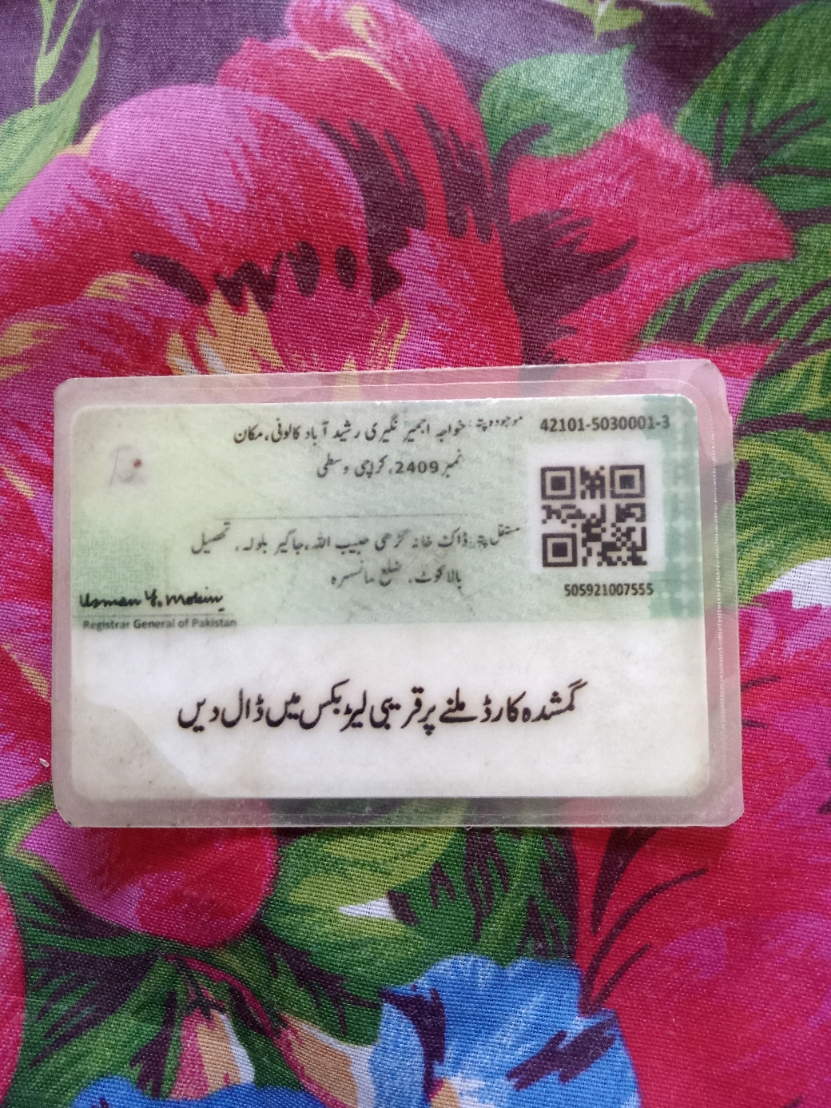 42101-5030001-3
موجودہ پتہ: خواجہ اجمیر نگیری رشید آباد کالونی، مکان
نمبر 2409، کراچی وسطی
مستقل پتہ: ڈاک خانہ گڑھی حبیب اللہ، جاگیر بلولہ، تحصیل
بالاکوٹ، ضلع مانسہرہ
505921007555
Usman Y. Mobin
Registrar General of Pakistan
گمشدہ کارڈ ملنے پر قریبی لیٹر بکس میں ڈال دیں